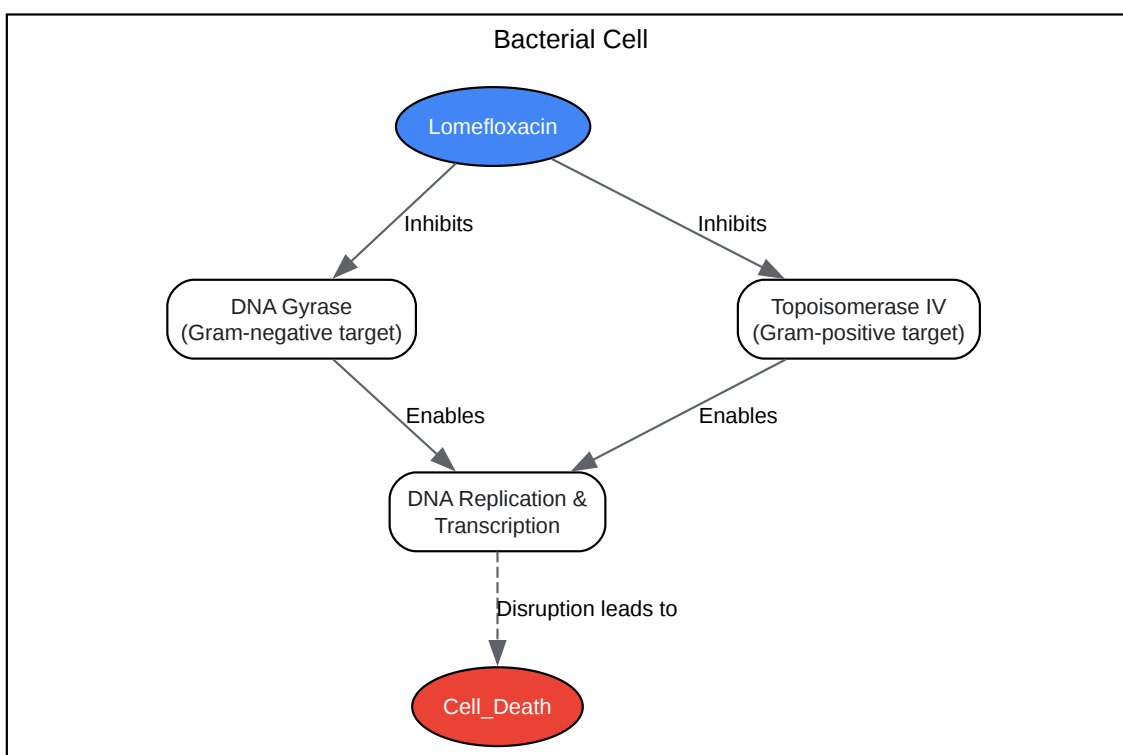 Bacterial Cell
Lomefloxacin
Inhibits
Inhibits
DNA Gyrase
(Gram-negative target)
Topoisomerase IV
(Gram-positive target)
Enables
Enables
DNA Replication &
Transcription
Disruption leads to
Cell_Death